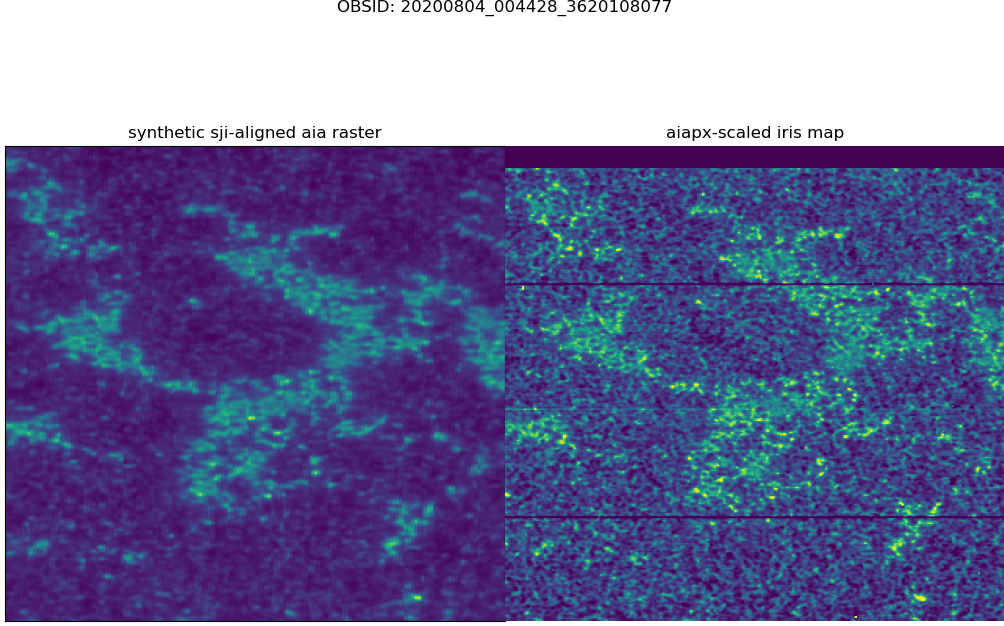 OBSID: 20200804_004428_3620108077
synthetic sji-aligned aia raster
aiapx-scaled iris map